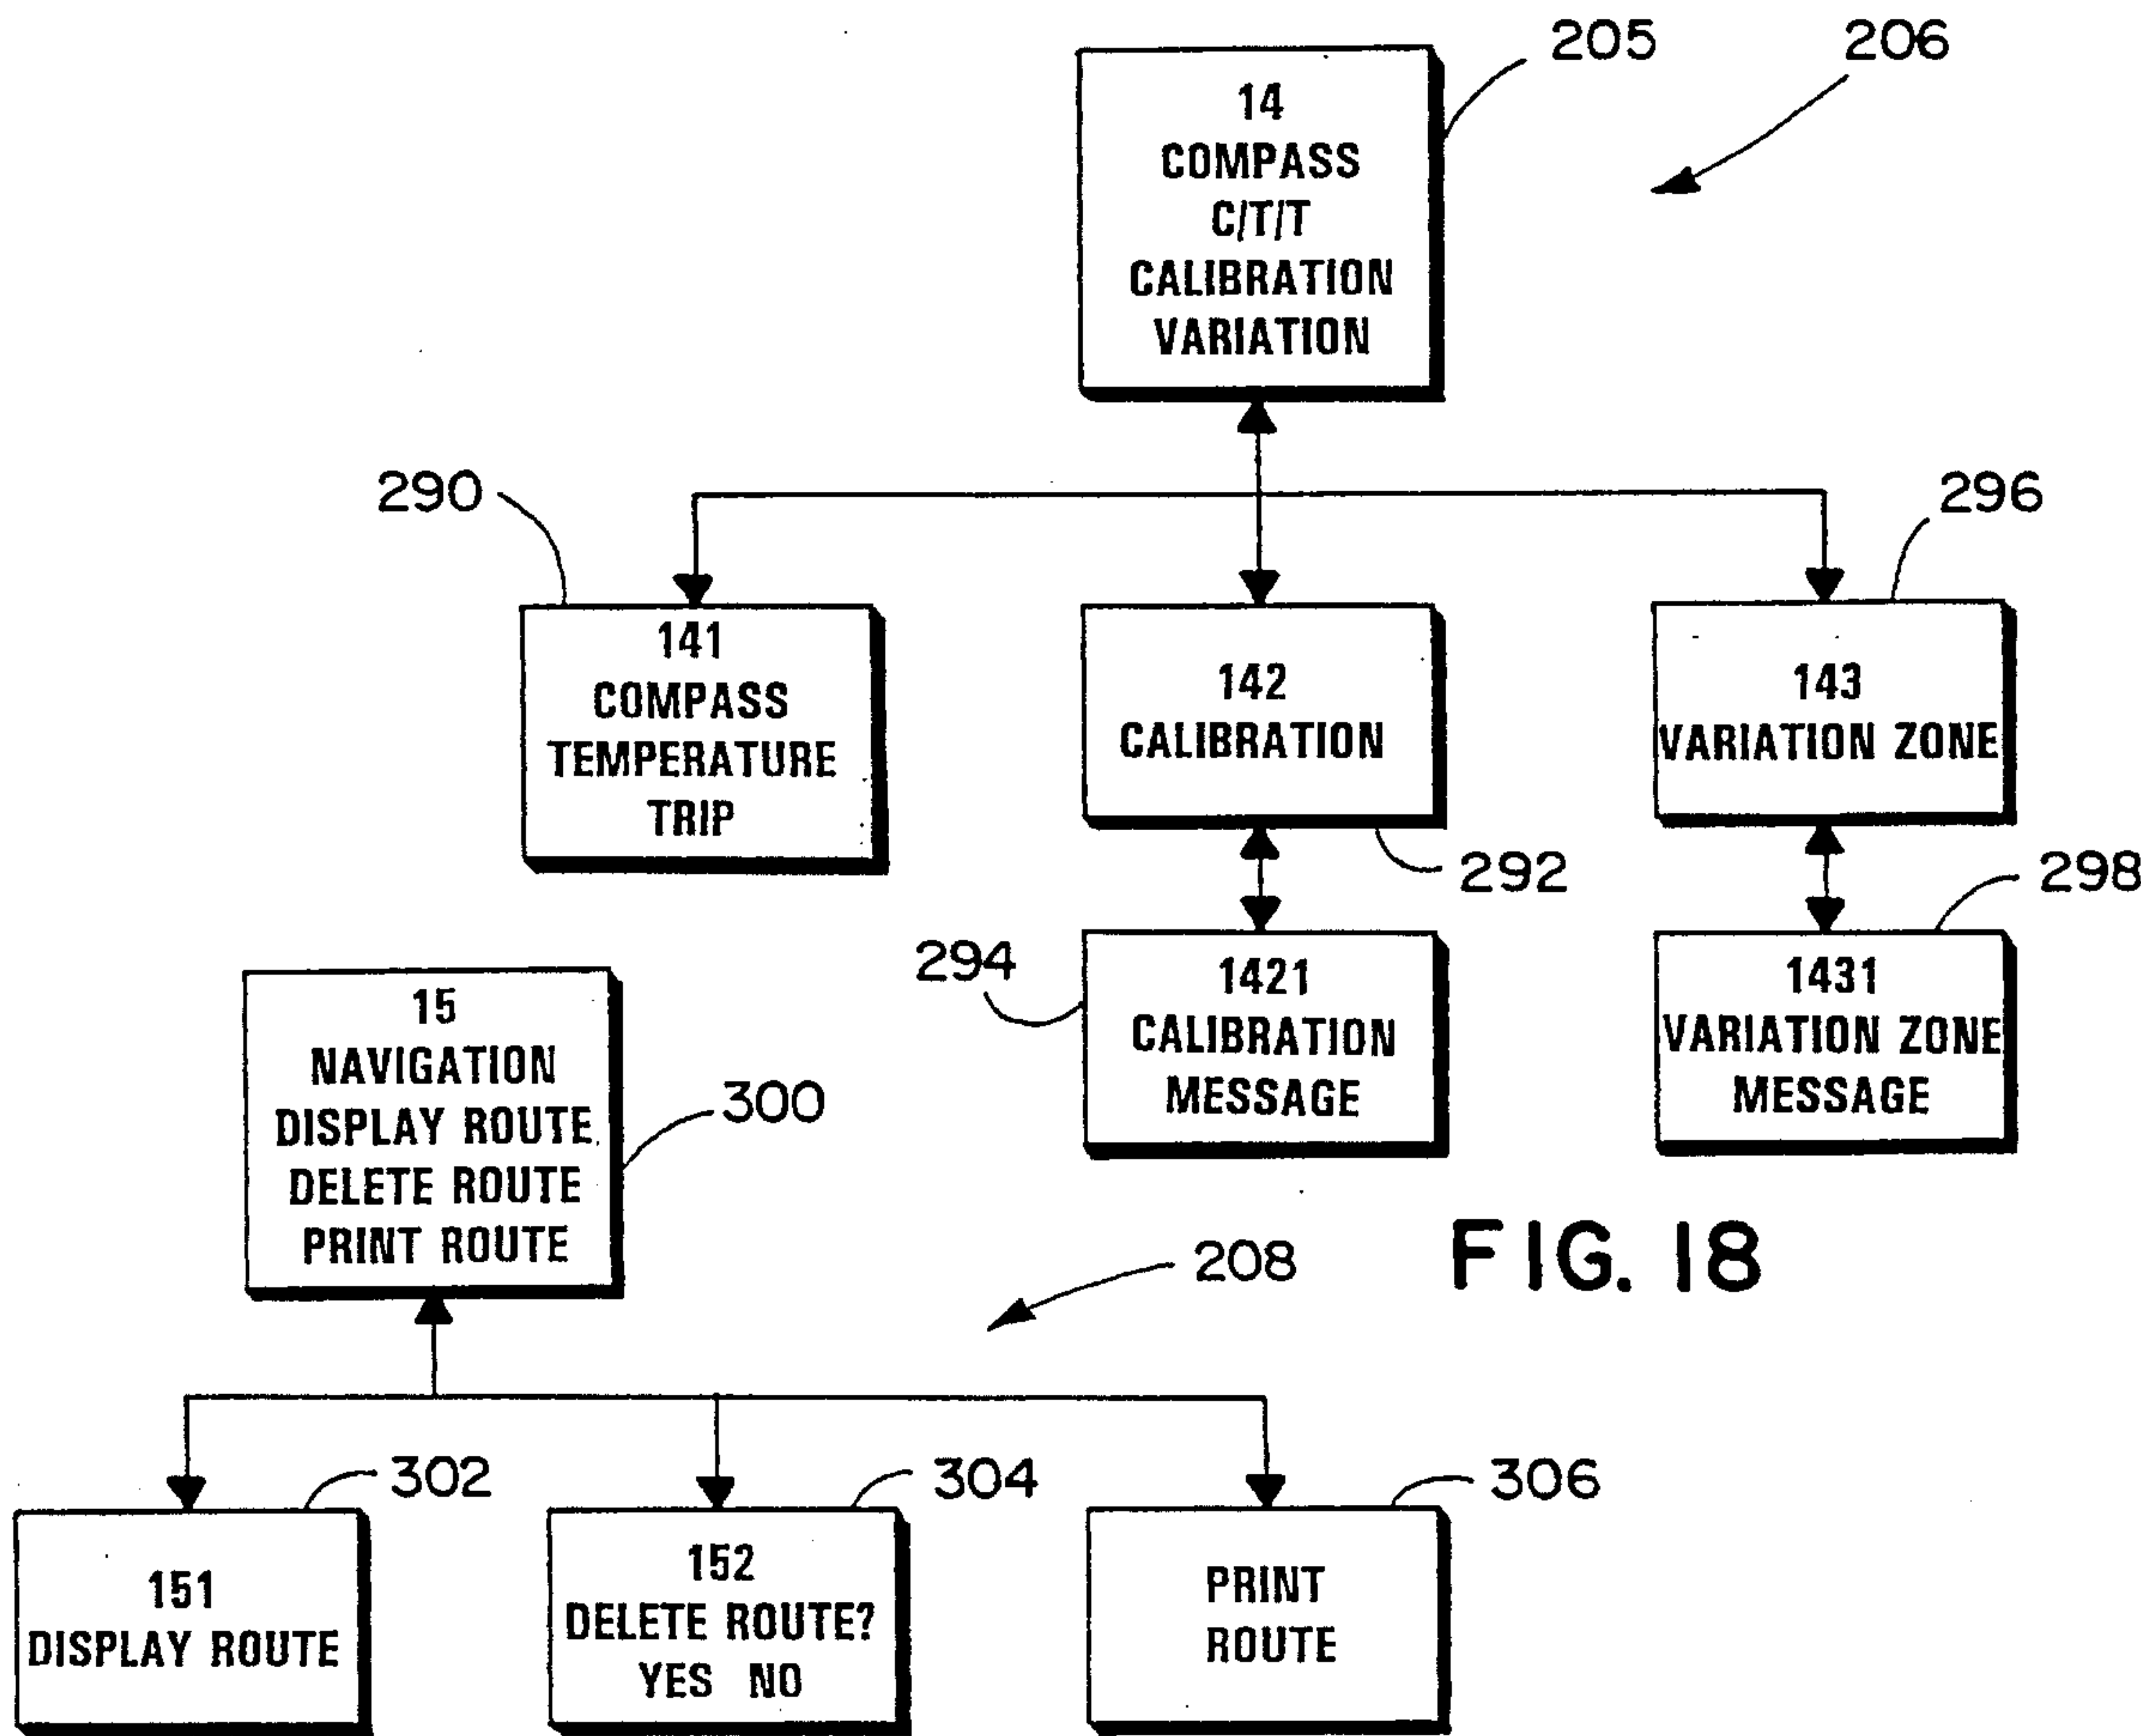 205
206
14
COMPASS
C/T/T
CALIBRATION
VARIATION
290
296
141
COMPASS
TEMPERATURE
TRIP
142
CALIBRATION
143
VARIATION ZONE
292
298
294
1421
CALIBRATION
MESSAGE
1431
VARIATION ZONE
MESSAGE
15
NAVIGATION
DISPLAY ROUTE
DELETE ROUTE
PRINT ROUTE
300
208
FIG. 18
302
304
306
151
DISPLAY ROUTE
152
DELETE ROUTE?
YES NO
PRINT
ROUTE